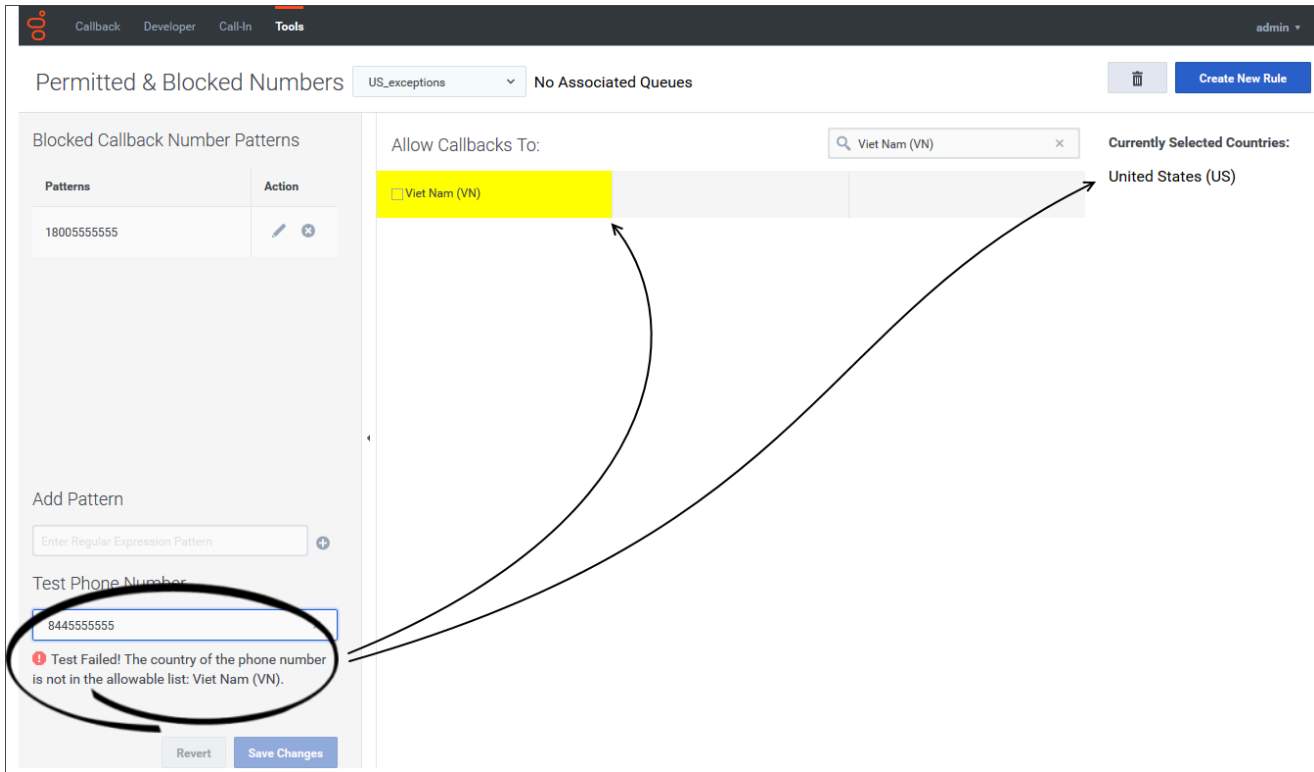 Callback Developer Call-In Tools admin
Permitted & Blocked Numbers US_exceptions No Associated Queues Create New Rule
Blocked Callback Number Patterns
Patterns Action
18005555555
Add Pattern
Enter Regular Expression Pattern
Test Phone Number
8445555555
Test Failed! The country of the phone number
is not in the allowable list: Viet Nam (VN).
Revert Save Changes
Allow Callbacks To: Viet Nam (VN)
Viet Nam (VN)
Currently Selected Countries:
United States (US)